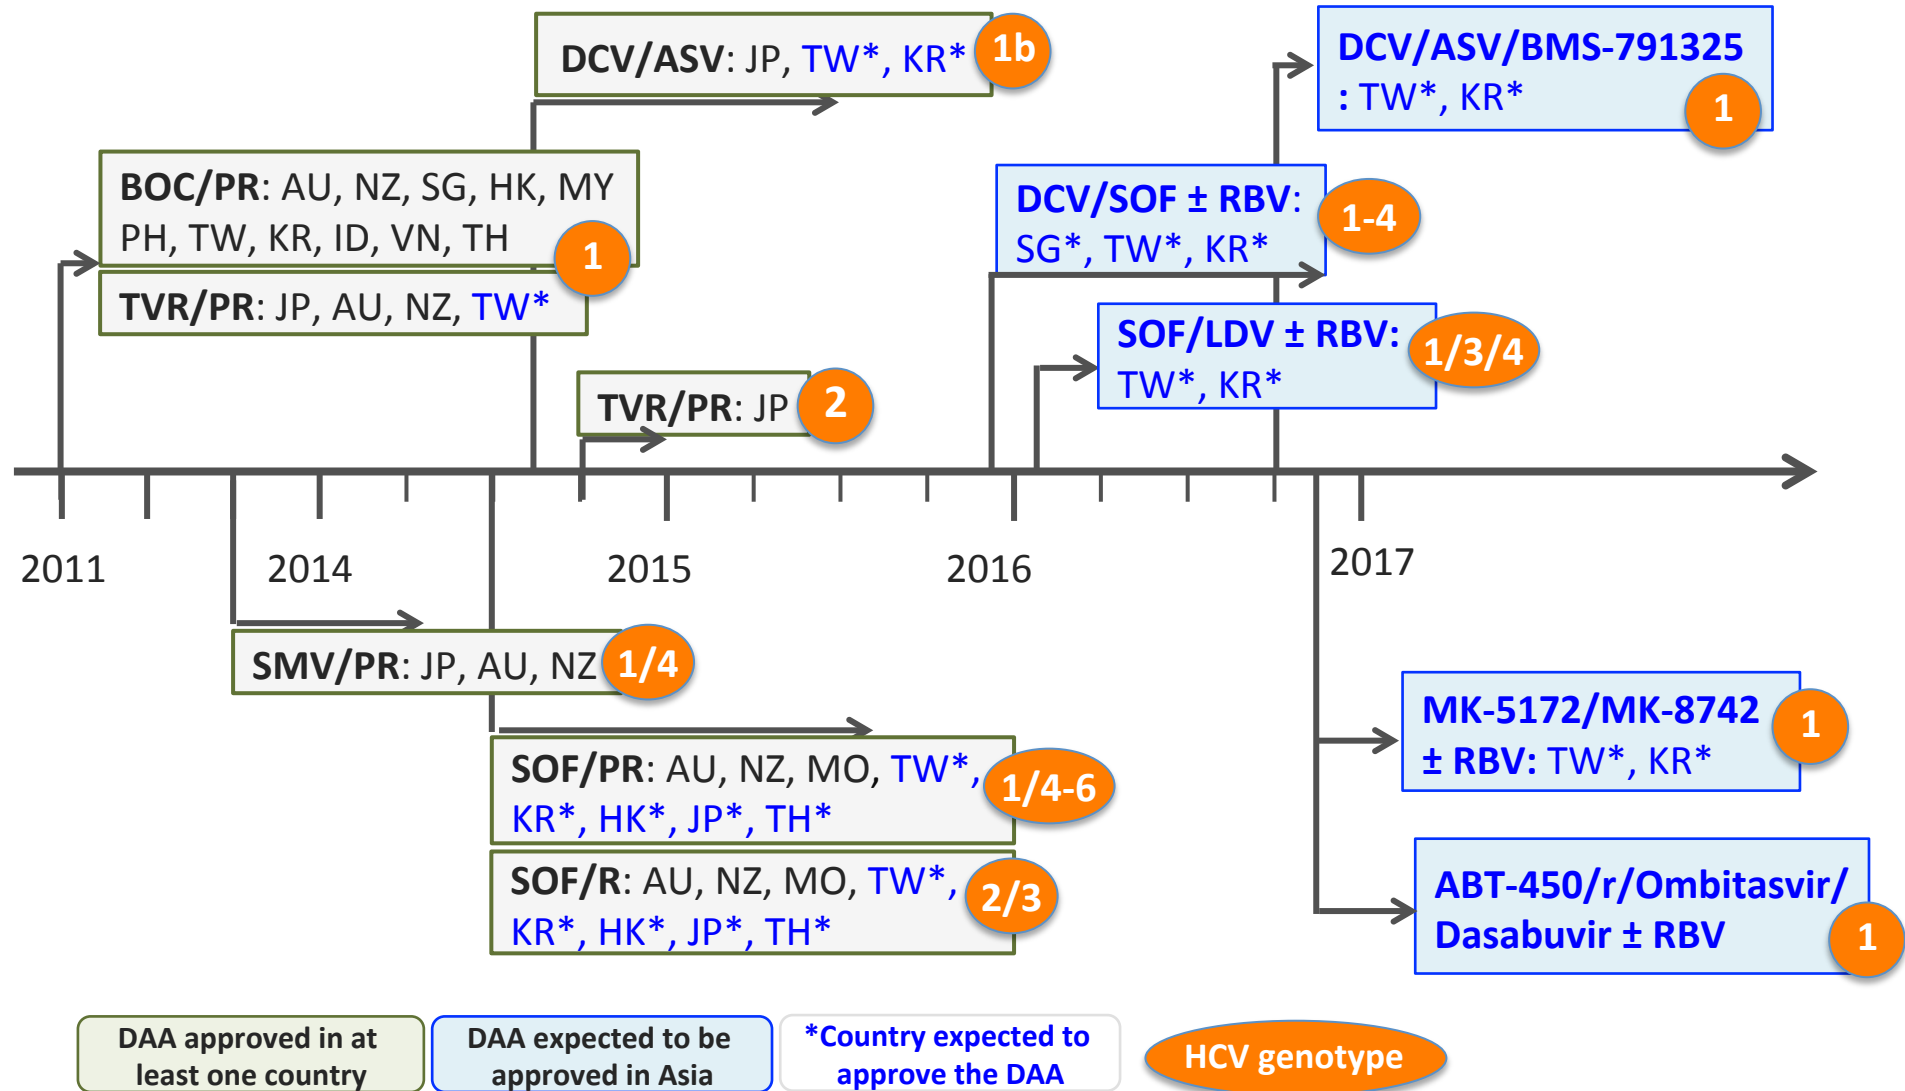 DCV/ASV: JP, TW*, KR*
1b
DCV/ASV/BMS-791325
: TW*, KR*
1
BOC/PR: AU, NZ, SG, HK, MY
PH, TW, KR, ID, VN, TH
1
TVR/PR: JP, AU, NZ, TW*
DCV/SOF ± RBV:
SG*, TW*, KR*
1-4
SOF/LDV ± RBV:
TW*, KR*
1/3/4
TVR/PR: JP
2
2011
2014
2015
2016
2017
SMV/PR: JP, AU, NZ
1/4
SOF/PR: AU, NZ, MO, TW*,
KR*, HK*, JP*, TH*
1/4-6
SOF/R: AU, NZ, MO, TW*,
KR*, HK*, JP*, TH*
2/3
MK-5172/MK-8742
± RBV: TW*, KR*
1
ABT-450/r/Ombitasvir/
Dasabuvir ± RBV
1
DAA approved in at
least one country
DAA expected to be
approved in Asia
*Country expected to
approve the DAA
HCV genotype